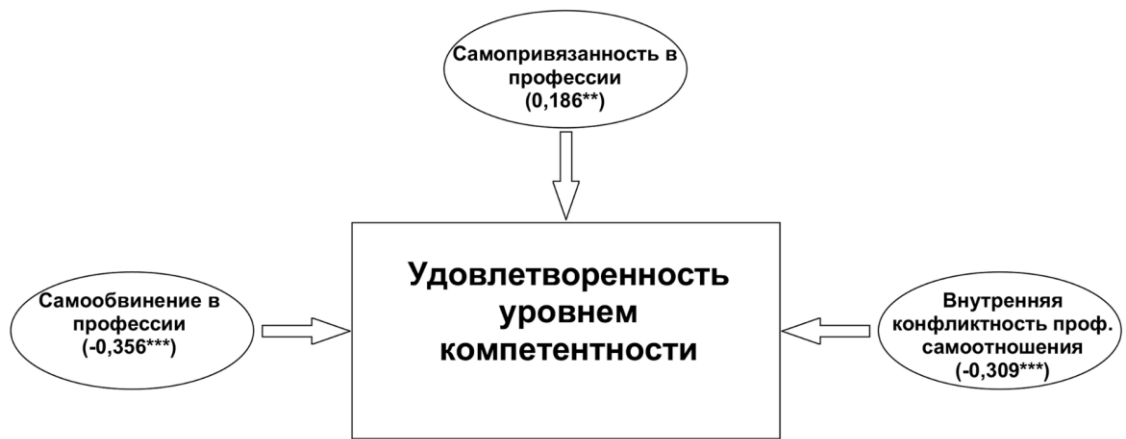 Самопривязанность в
профессии
(0,186**)
Удовлетворенность
уровнем
компетентности
Самообвинение в
профессии
(-0,356***)
Внутренняя
конфликтность проф.
самоотношения
(-0,309***)